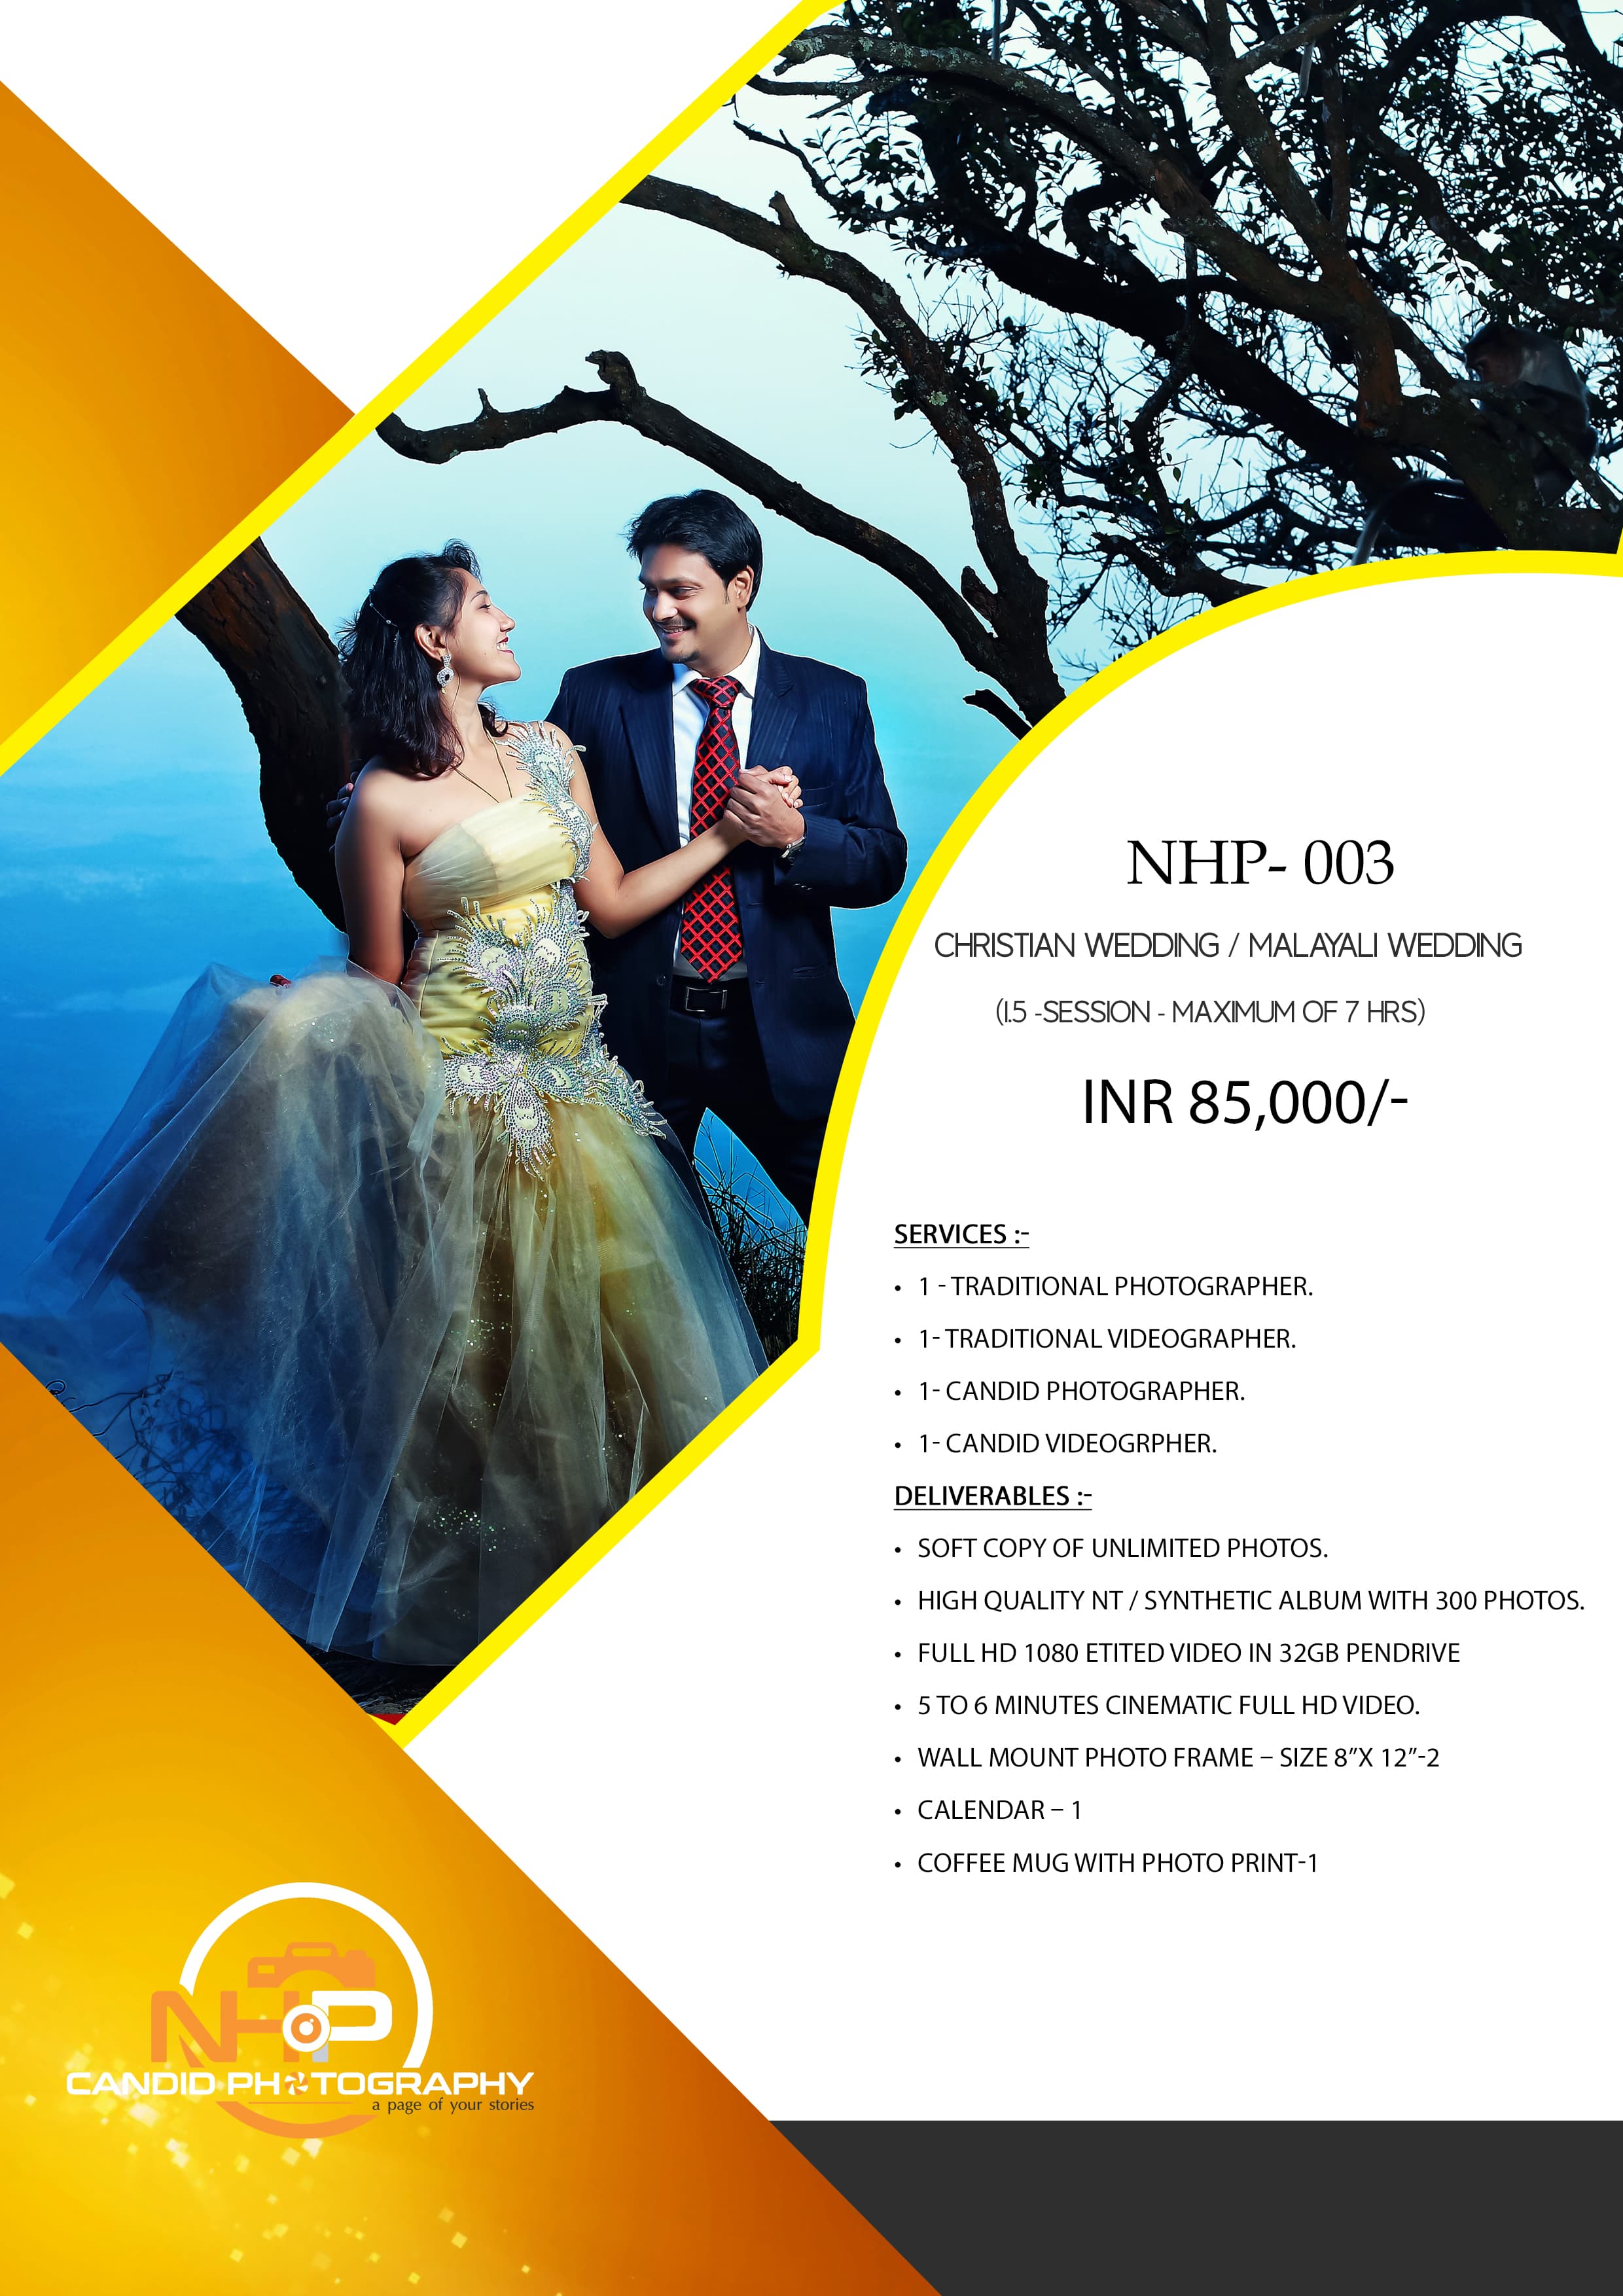 NHP- 003
CHRISTIAN WEDDING / MALAYALI WEDDING
(1.5 -SESSION - MAXIMUM OF 7 HRS)
INR 85,000/-
SERVICES :-
• 1 - TRADITIONAL PHOTOGRAPHER.
• 1- TRADITIONAL VIDEOGRAPHER.
• 1- CANDID PHOTOGRAPHER.
• 1- CANDID VIDEOGRPHER.
DELIVERABLES :-
• SOFT COPY OF UNLIMITED PHOTOS.
• HIGH QUALITY NT / SYNTHETIC ALBUM WITH 300 PHOTOS.
• FULL HD 1080 ETITED VIDEO IN 32GB PENDRIVE
• 5 TO 6 MINUTES CINEMATIC FULL HD VIDEO.
• WALL MOUNT PHOTO FRAME – SIZE 8”X 12”-2
• CALENDAR – 1
• COFFEE MUG WITH PHOTO PRINT-1
NHP
CANDID PHOTOGRAPHY
a page of your stories